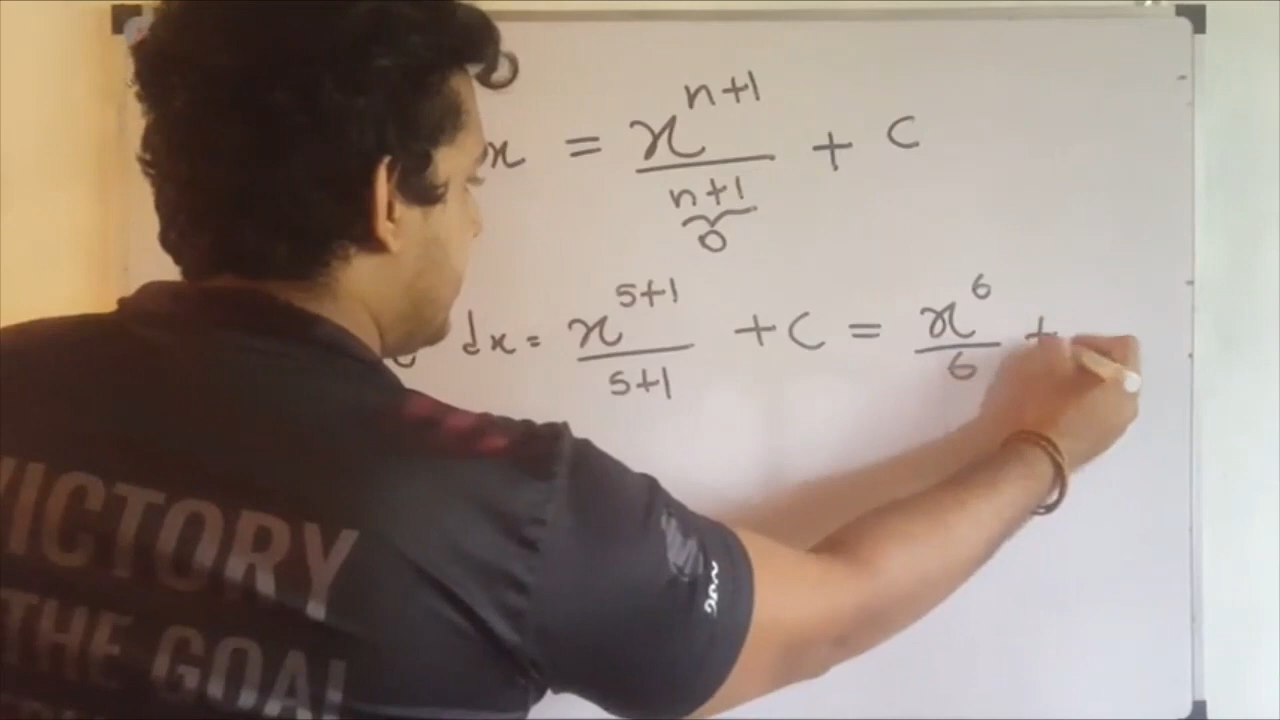 x = x^{n+1} / n+1 + c
0
dx = x^{5+1} / 5+1 + C = x^6 / 6 +
VICTORY
THE GOAL